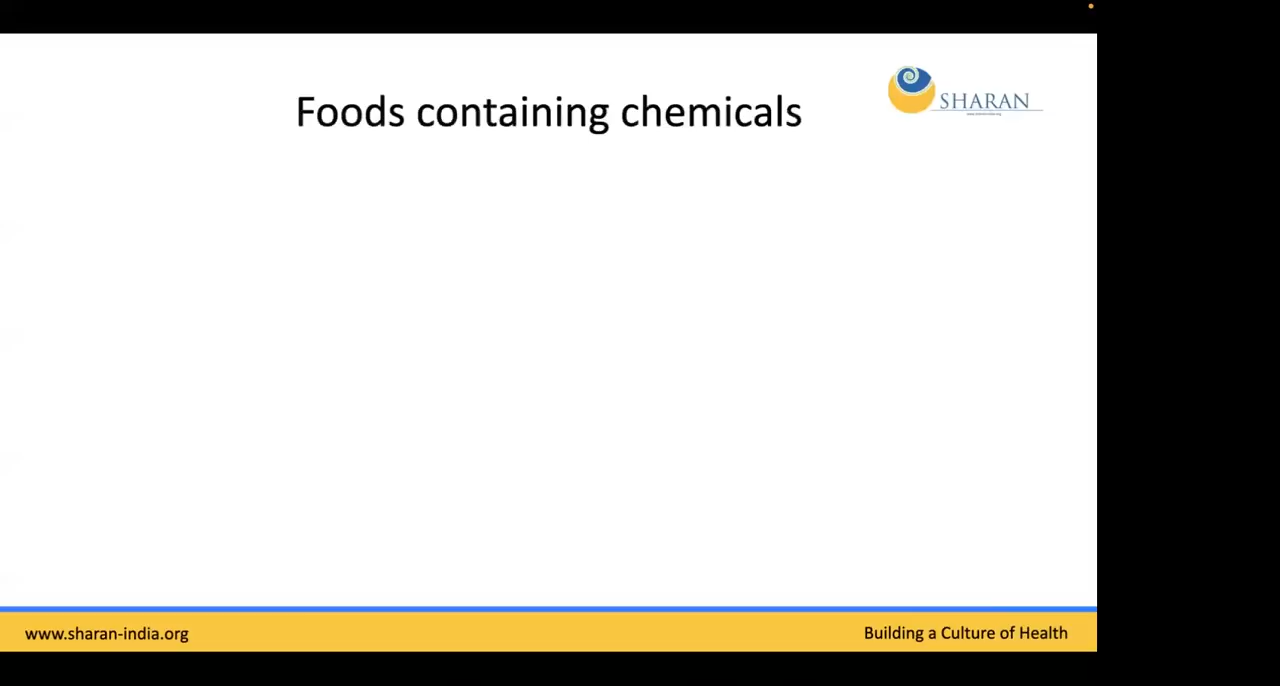 Foods containing chemicals
SHARAN
www.sharan-india.org
Building a Culture of Health